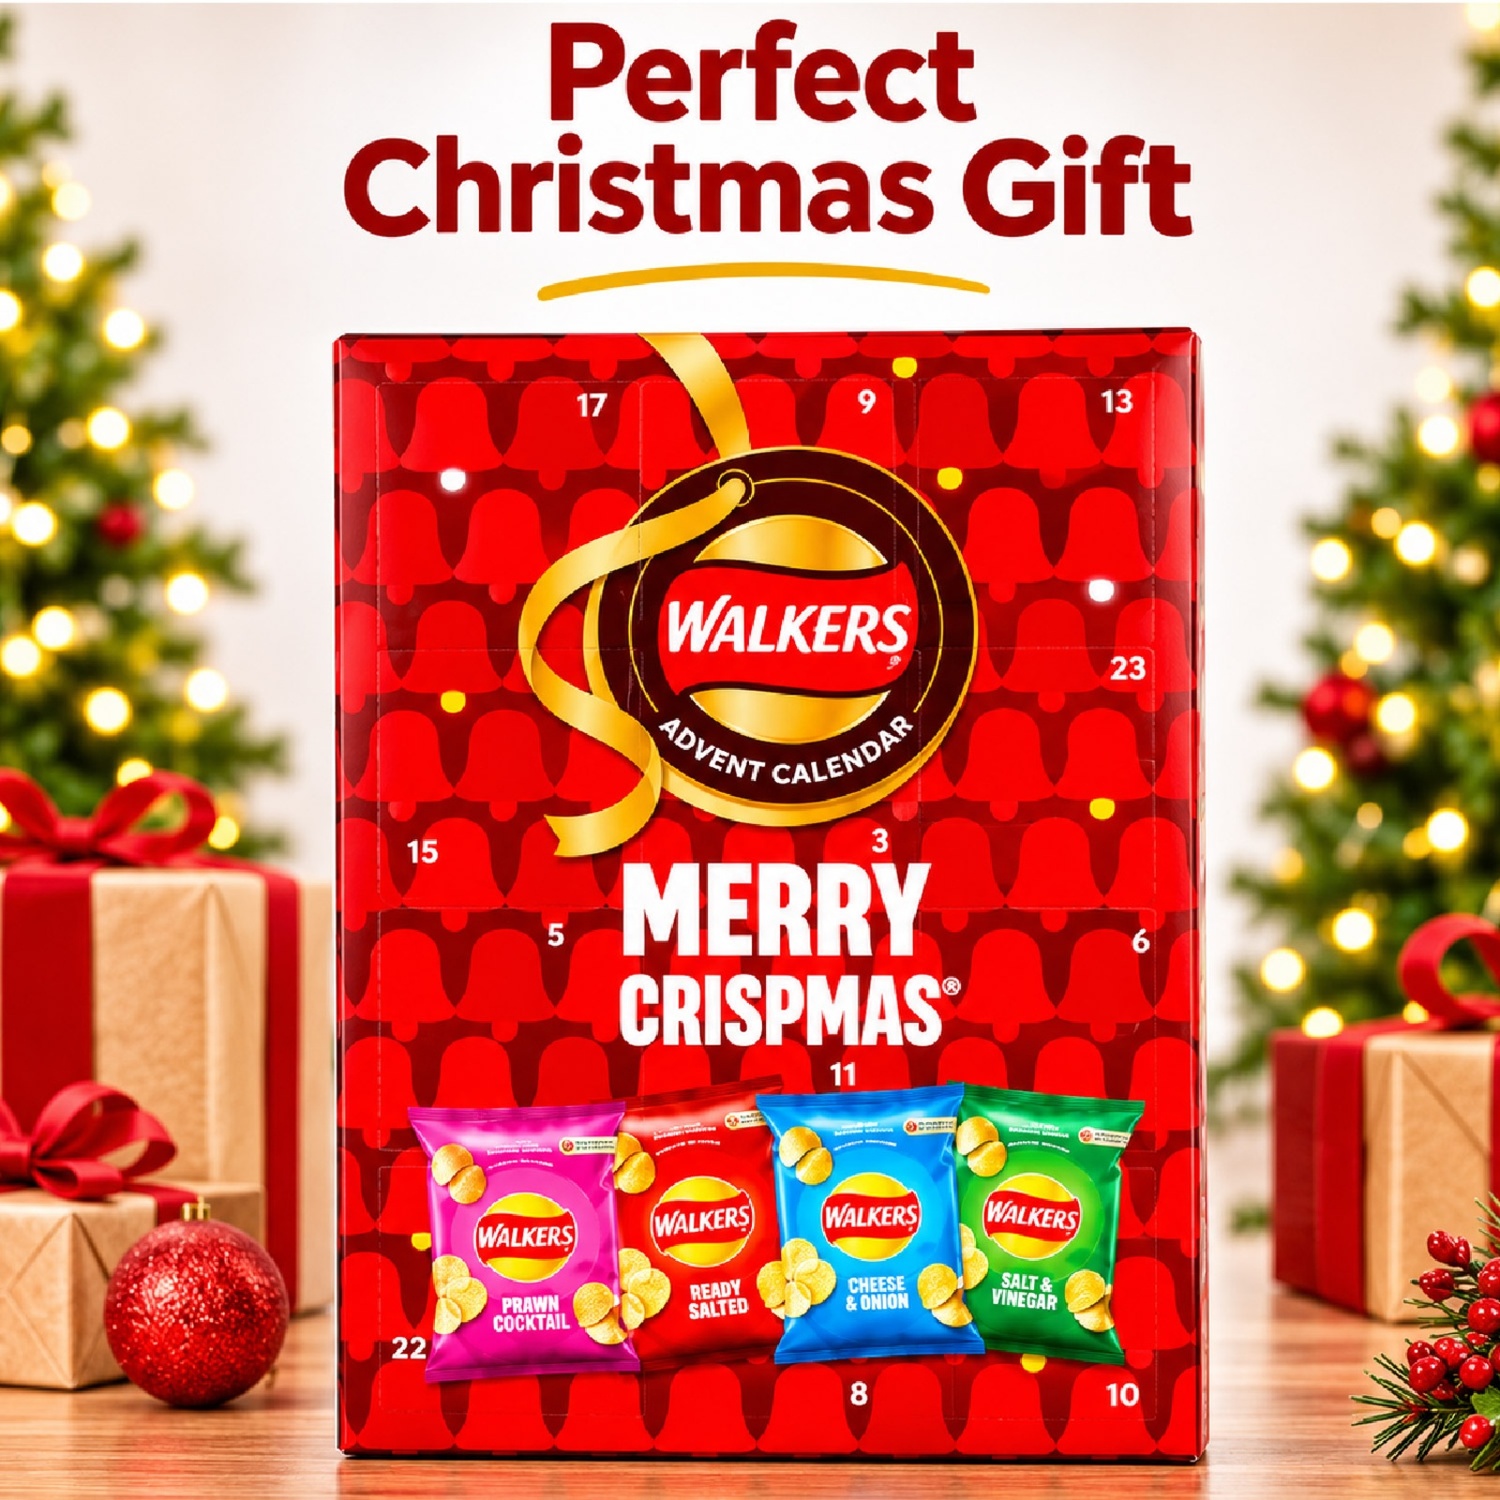 Perfect
Christmas Gift
17
9
13
WALKERS
ADVENT CALENDAR
23
15
3
MERRY
5
6
CRISPMAS®
11
WALKERS
PRAWN
COCKTAIL
WALKERS
READY
SALTED
WALKERS
CHEESE
& ONION
WALKERS
SALT &
VINEGAR
22
8
10